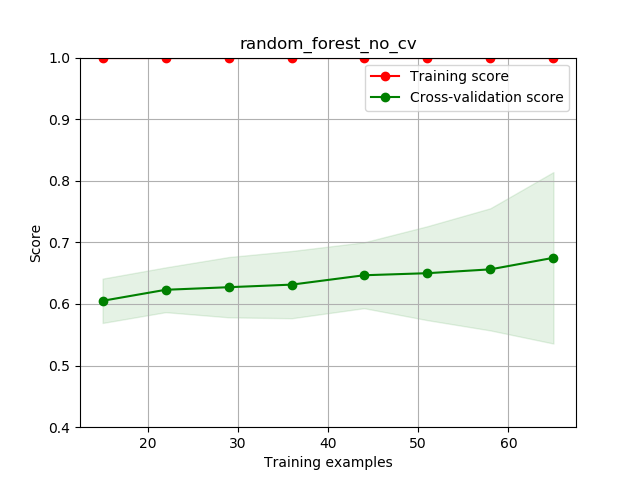 random_forest_no_cv
1.0
0.9
0.8
0.7
0.6
0.5
0.4
Score
Training score
Cross-validation score
20 30 40 50 60
Training examples